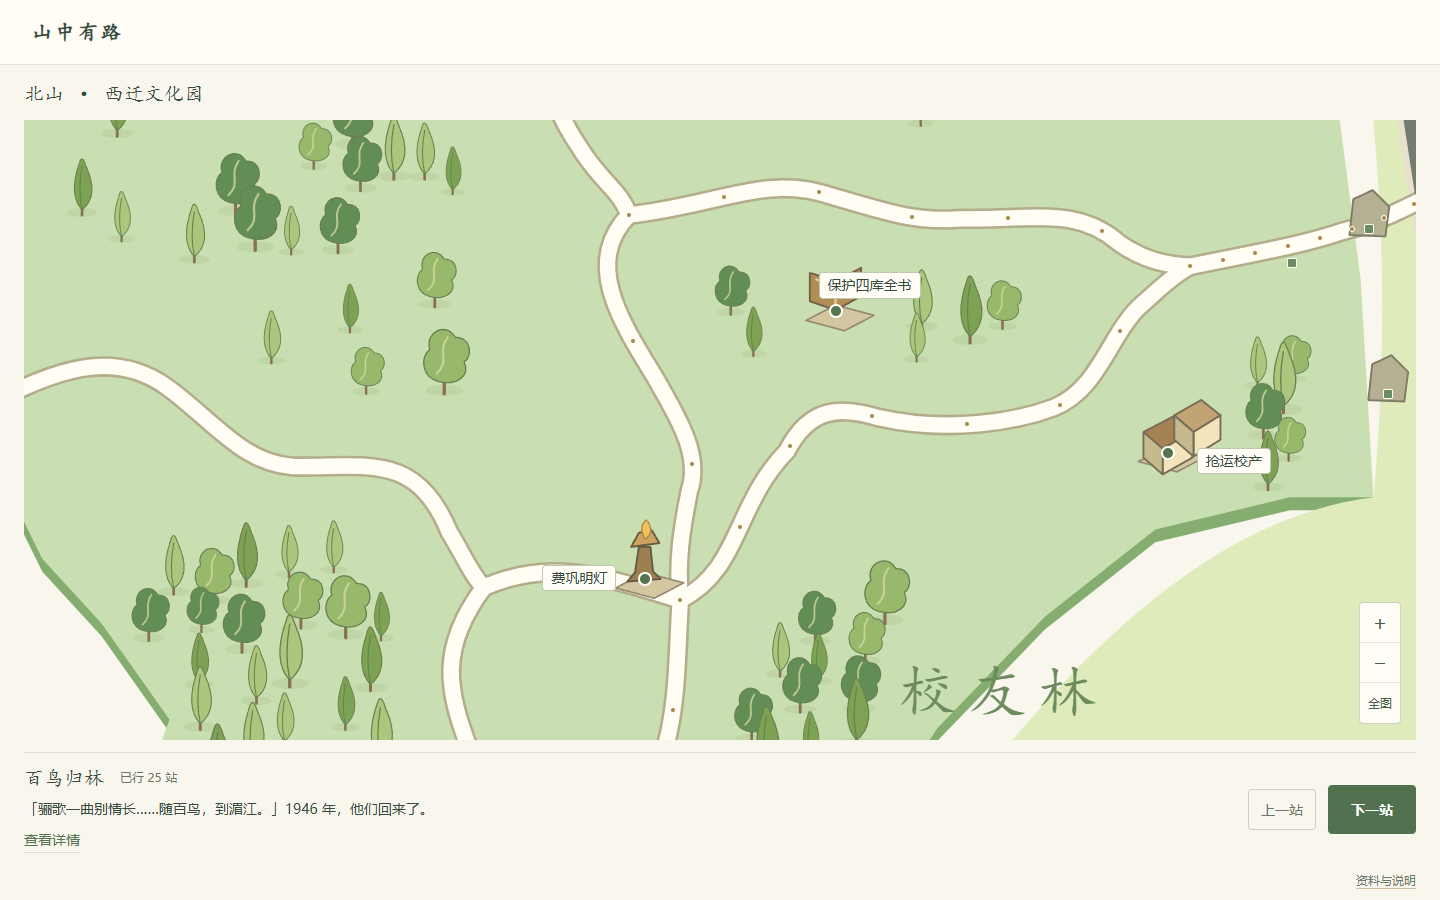 山中有路
北山 • 西迁文化园
保护四库全书
抢运校产
费巩明灯
校友林
+
−
全图
百鸟归林 已行 25 站
「骊歌一曲别情长……随百鸟，到湄江。」1946 年，他们回来了。
查看详情
上一站
下一站
资料与说明